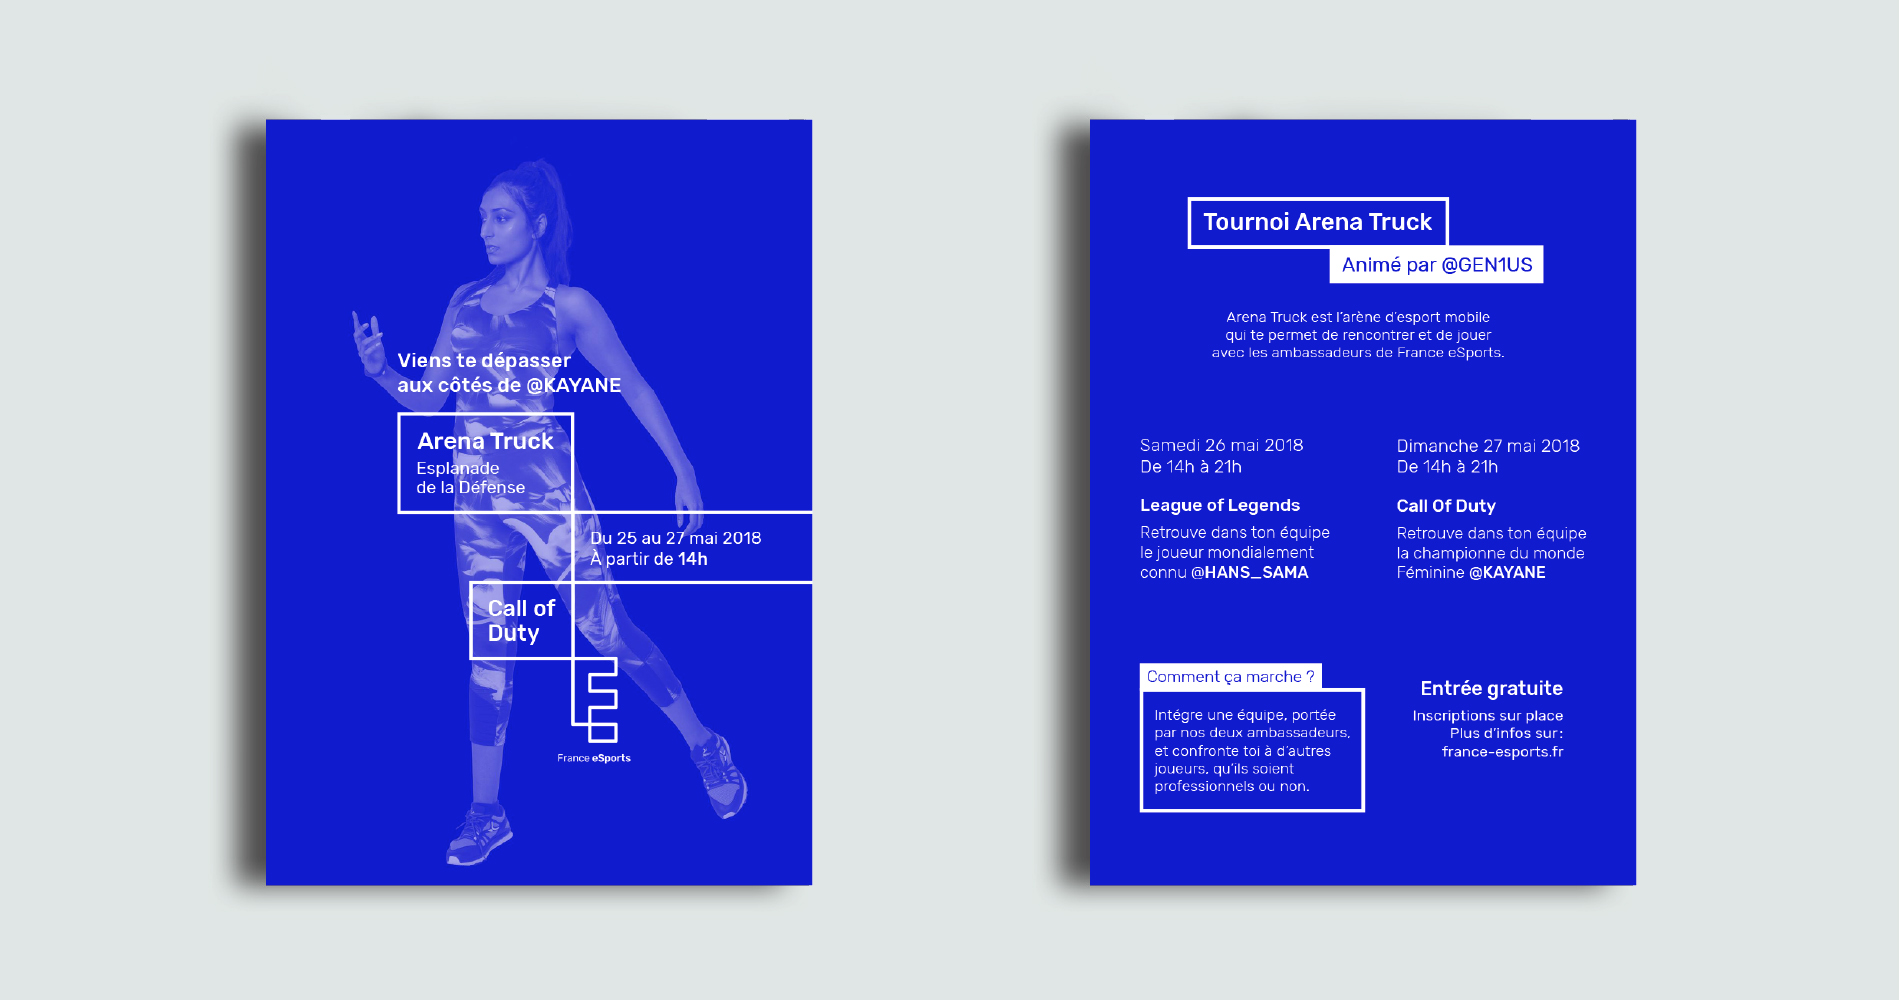 Viens te dépasser
aux côtés de @KAYANE
Arena Truck
Esplanade
de la Défense
Du 25 au 27 mai 2018
À partir de 14h
Call of
Duty
France eSports
Tournoi Arena Truck
Animé par @GEN1US
Arena Truck est l'arène d'esport mobile
qui te permet de rencontrer et de jouer
avec les ambassadeurs de France eSports.
Samedi 26 mai 2018
De 14h à 21h
League of Legends
Retrouve dans ton équipe
le joueur mondialement
connu @HANS_SAMA
Dimanche 27 mai 2018
De 14h à 21h
Call Of Duty
Retrouve dans ton équipe
la championne du monde
Féminine @KAYANE
Comment ça marche ?
Intégre une équipe, portée
par nos deux ambassadeurs,
et confronte toi à d'autres
joueurs, qu'ils soient
professionnels ou non.
Entrée gratuite
Inscriptions sur place
Plus d'infos sur:
france-esports.fr